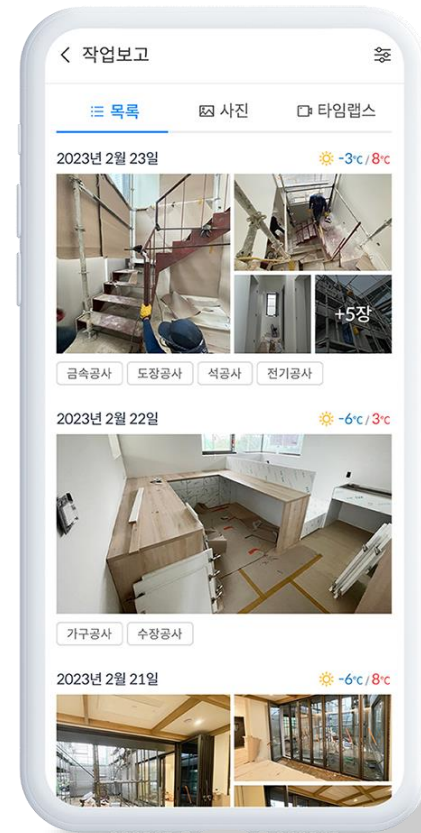 작업보고
목록
사진
타임랩스
2023년 2월 23일
-3℃/8℃
+5장
금속공사
도장공사
석공사
전기공사
2023년 2월 22일
-6℃/3℃
가구공사
수장공사
2023년 2월 21일
-6℃/8℃